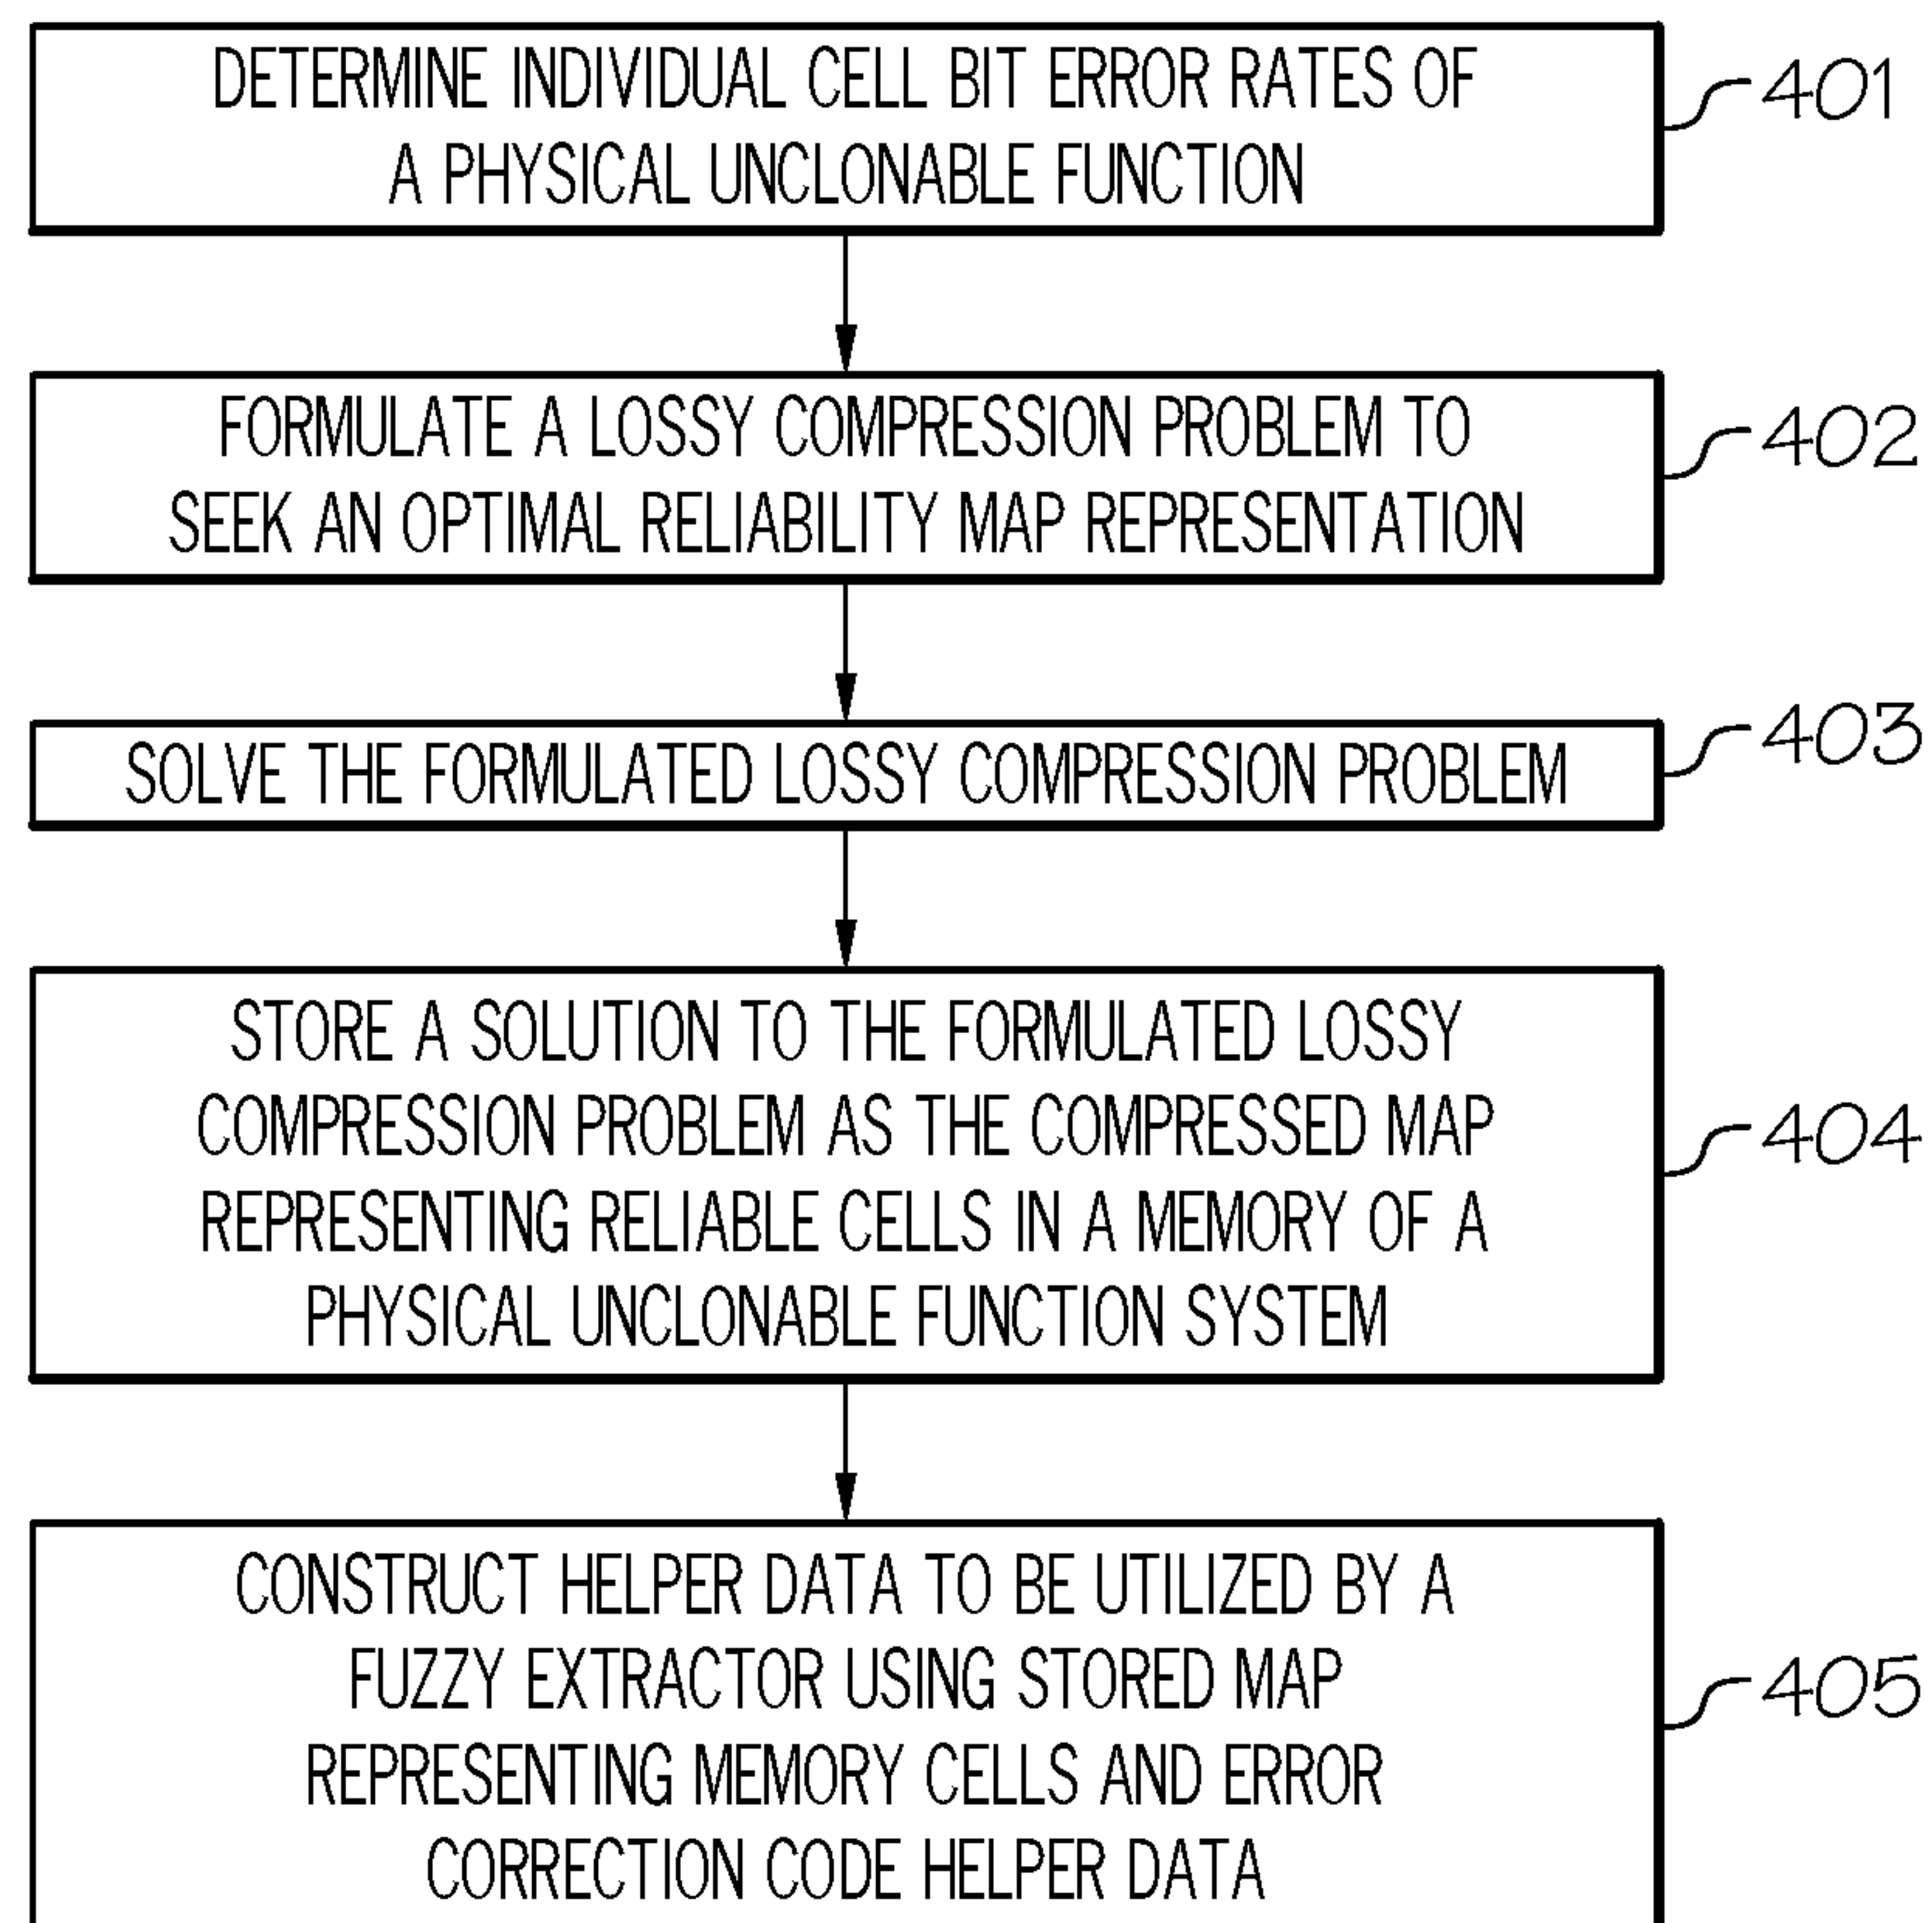 DETERMINE INDIVIDUAL CELL BIT ERROR RATES OF
A PHYSICAL UNCLONABLE FUNCTION
401
FORMULATE A LOSSY COMPRESSION PROBLEM TO
SEEK AN OPTIMAL RELIABILITY MAP REPRESENTATION
402
SOLVE THE FORMULATED LOSSY COMPRESSION PROBLEM
403
STORE A SOLUTION TO THE FORMULATED LOSSY
COMPRESSION PROBLEM AS THE COMPRESSED MAP
REPRESENTING RELIABLE CELLS IN A MEMORY OF A
PHYSICAL UNCLONABLE FUNCTION SYSTEM
404
CONSTRUCT HELPER DATA TO BE UTILIZED BY A
FUZZY EXTRACTOR USING STORED MAP
REPRESENTING MEMORY CELLS AND ERROR
CORRECTION CODE HELPER DATA
405